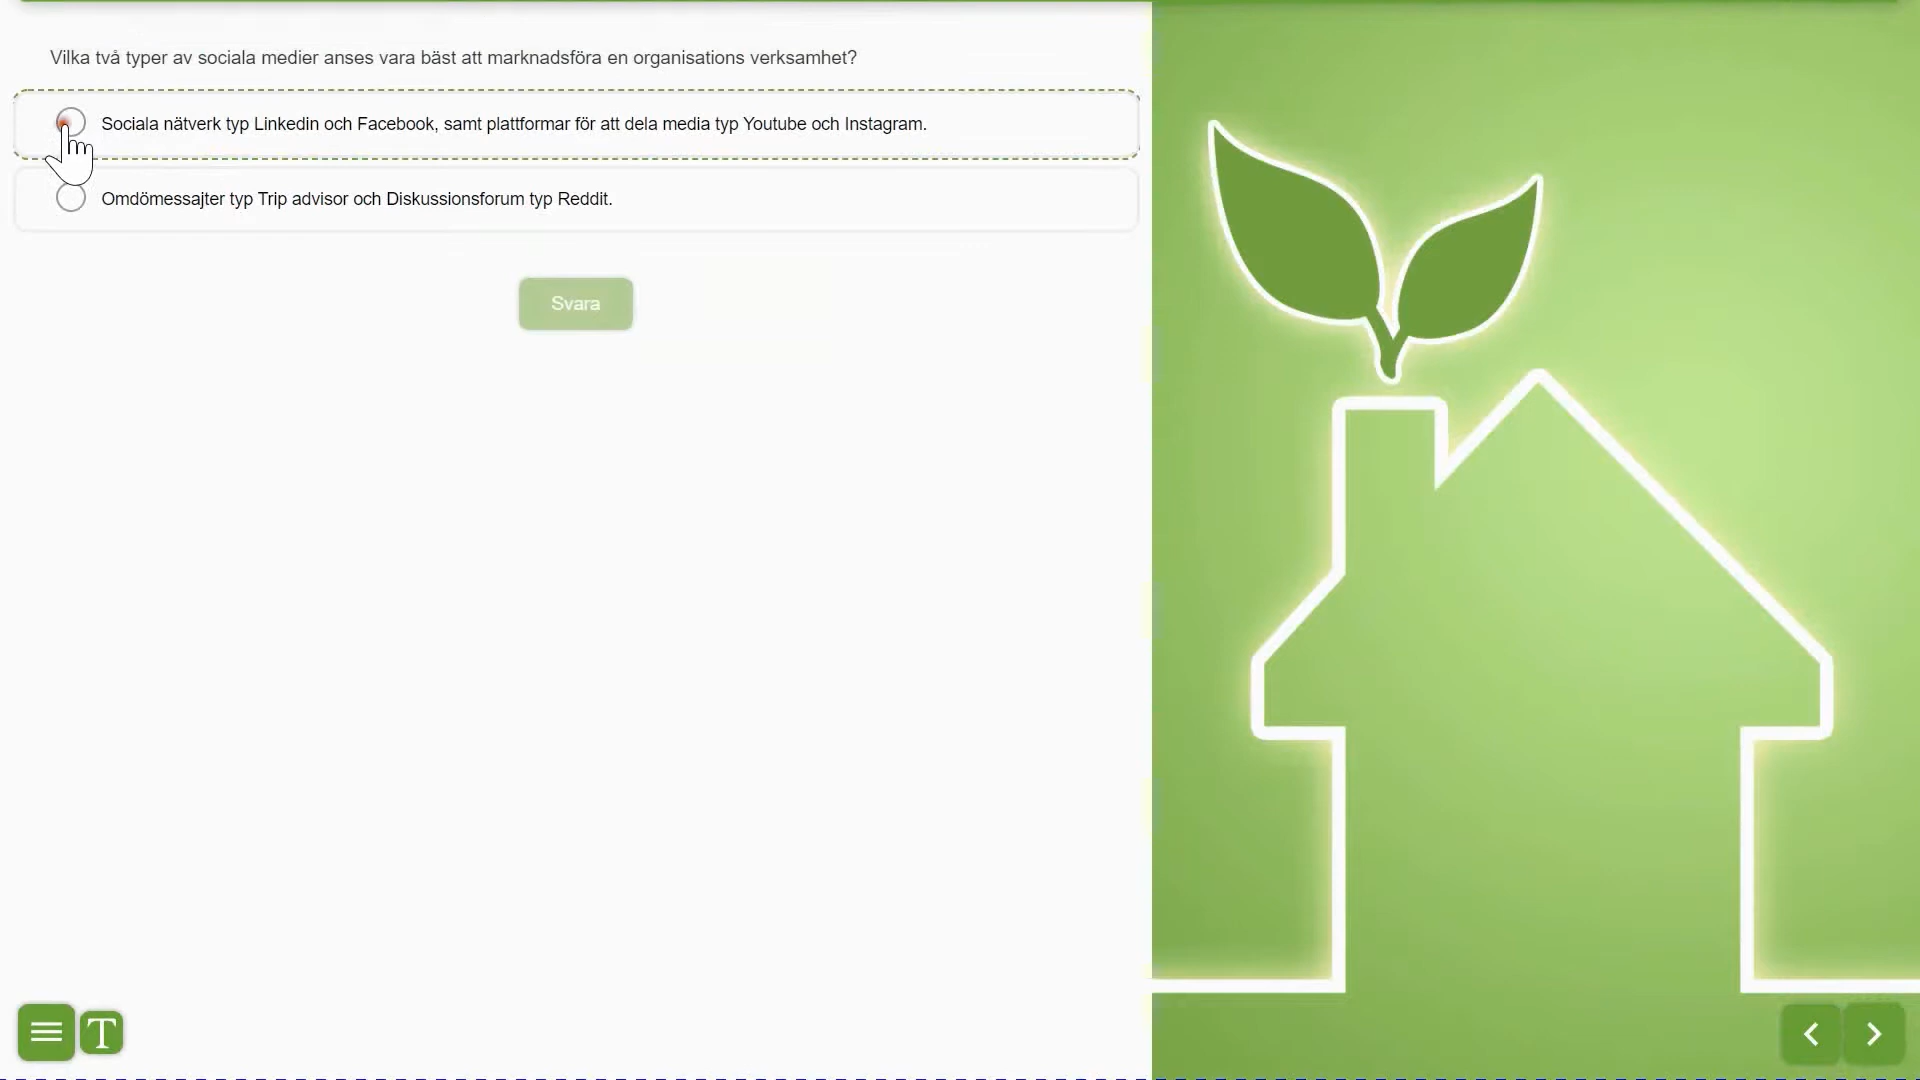 Vilka två typer av sociala medier anses vara bäst att marknadsföra en organisations verksamhet?
Sociala nätverk typ Linkedin och Facebook, samt plattformar för att dela media typ Youtube och Instagram.
Omdömessajter typ Trip advisor och Diskussionsforum typ Reddit.
Svara
T